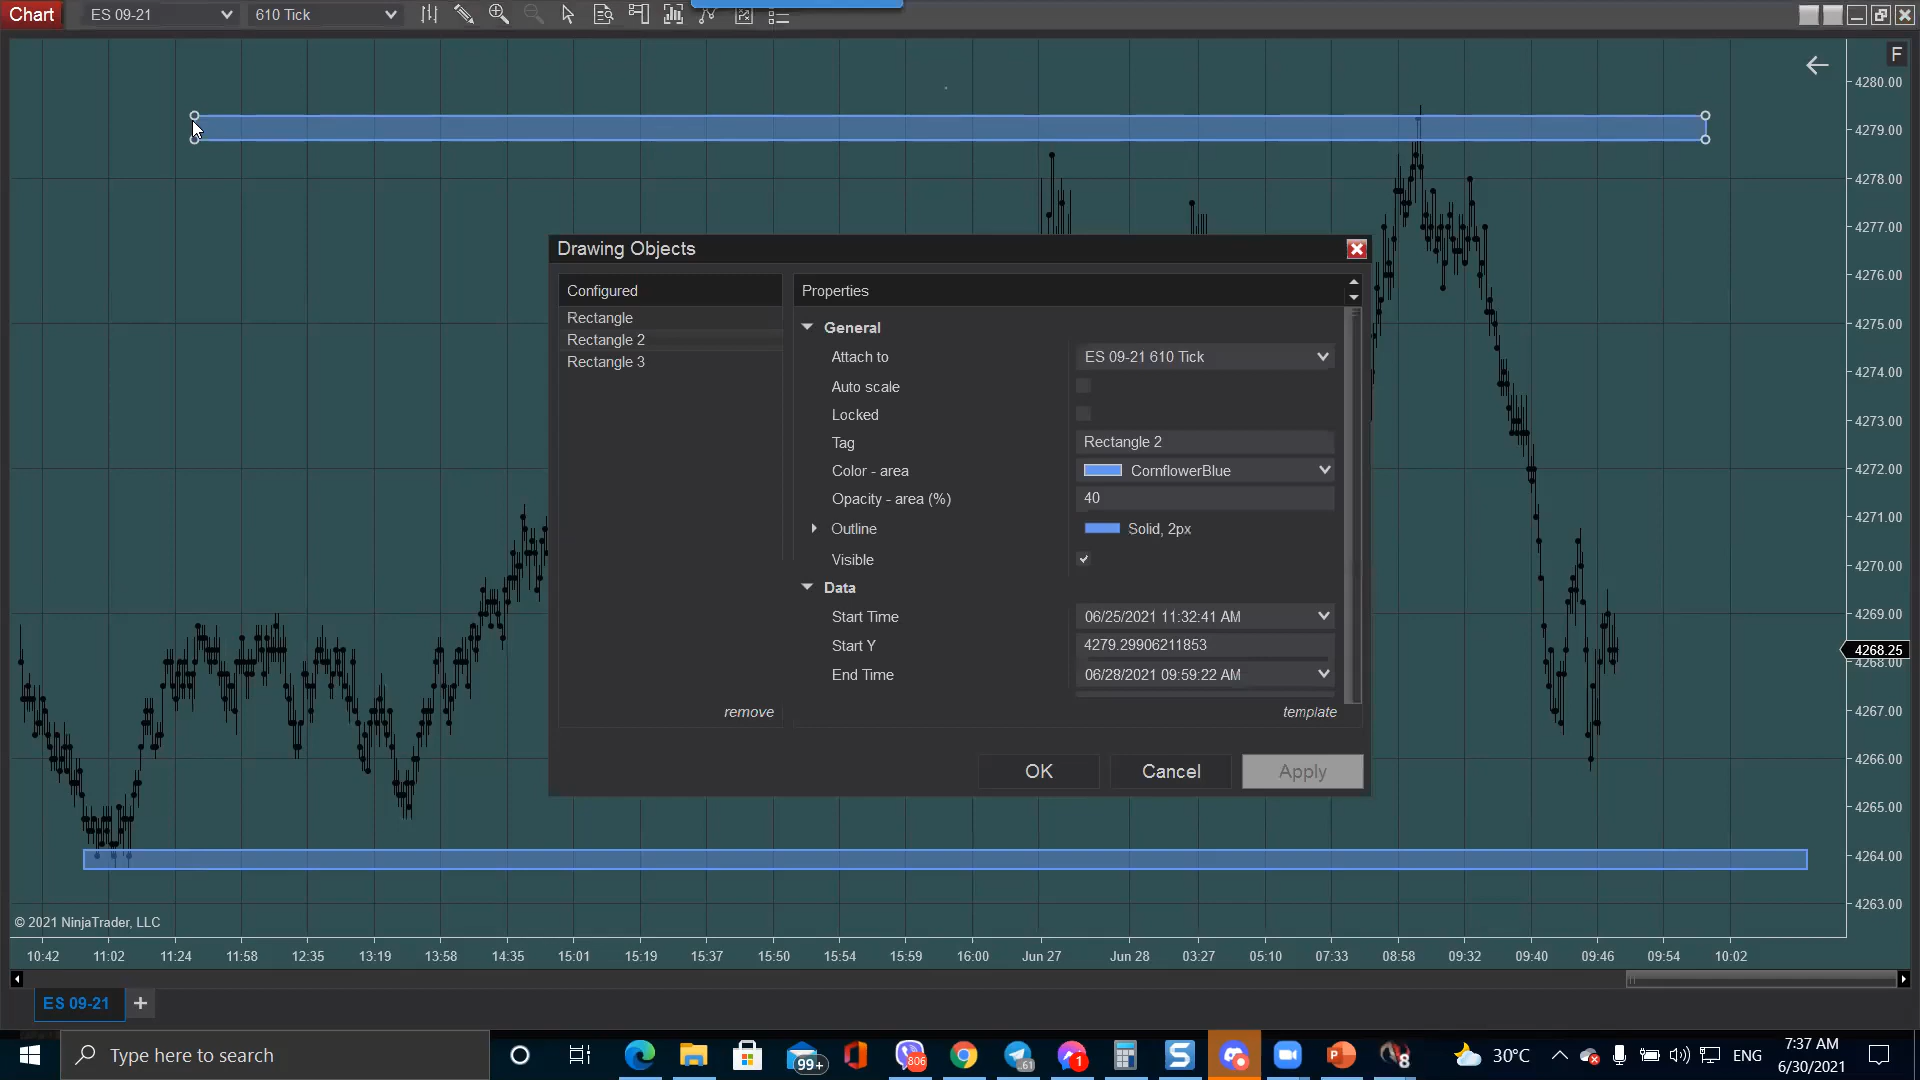 Chart
ES 09-21
610 Tick
F
4280.00
4279.00
4278.00
4277.00
4276.00
4275.00
4274.00
4273.00
4272.00
4271.00
4270.00
4269.00
4268.25
4268.00
4267.00
4266.00
4265.00
4264.00
4263.00
Drawing Objects
Configured
Properties
Rectangle
Rectangle 2
Rectangle 3
General
Attach to
ES 09-21 610 Tick
Auto scale
Locked
Tag
Rectangle 2
Color - area
CornflowerBlue
Opacity - area (%)
40
Outline
Solid, 2px
Visible
Data
Start Time
06/25/2021 11:32:41 AM
Start Y
4279.29906211853
End Time
06/28/2021 09:59:22 AM
remove
template
OK
Cancel
Apply
© 2021 NinjaTrader, LLC
10:42 11:02 11:24 11:58 12:35 13:19 13:58 14:35 15:01 15:19 15:37 15:50 15:54 15:59 16:00 Jun 27 Jun 28 03:27 05:10 07:33 08:58 09:32 09:40 09:46 09:54 10:02
ES 09-21
+
Type here to search
99+
806
61
1
8
30°C
ENG
7:37 AM
6/30/2021